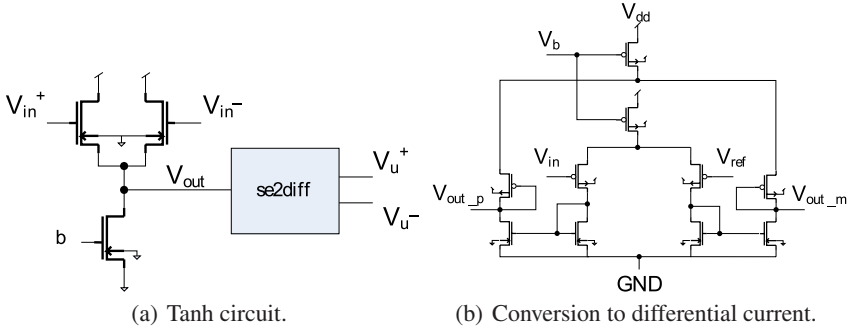 V_in^+
V_in^-
V_out
se2diff
V_u^+
V_u^-
b
(a) Tanh circuit.
V_dd
V_b
V_in
V_ref
V_out_p
V_out_m
GND
(b) Conversion to differential current.